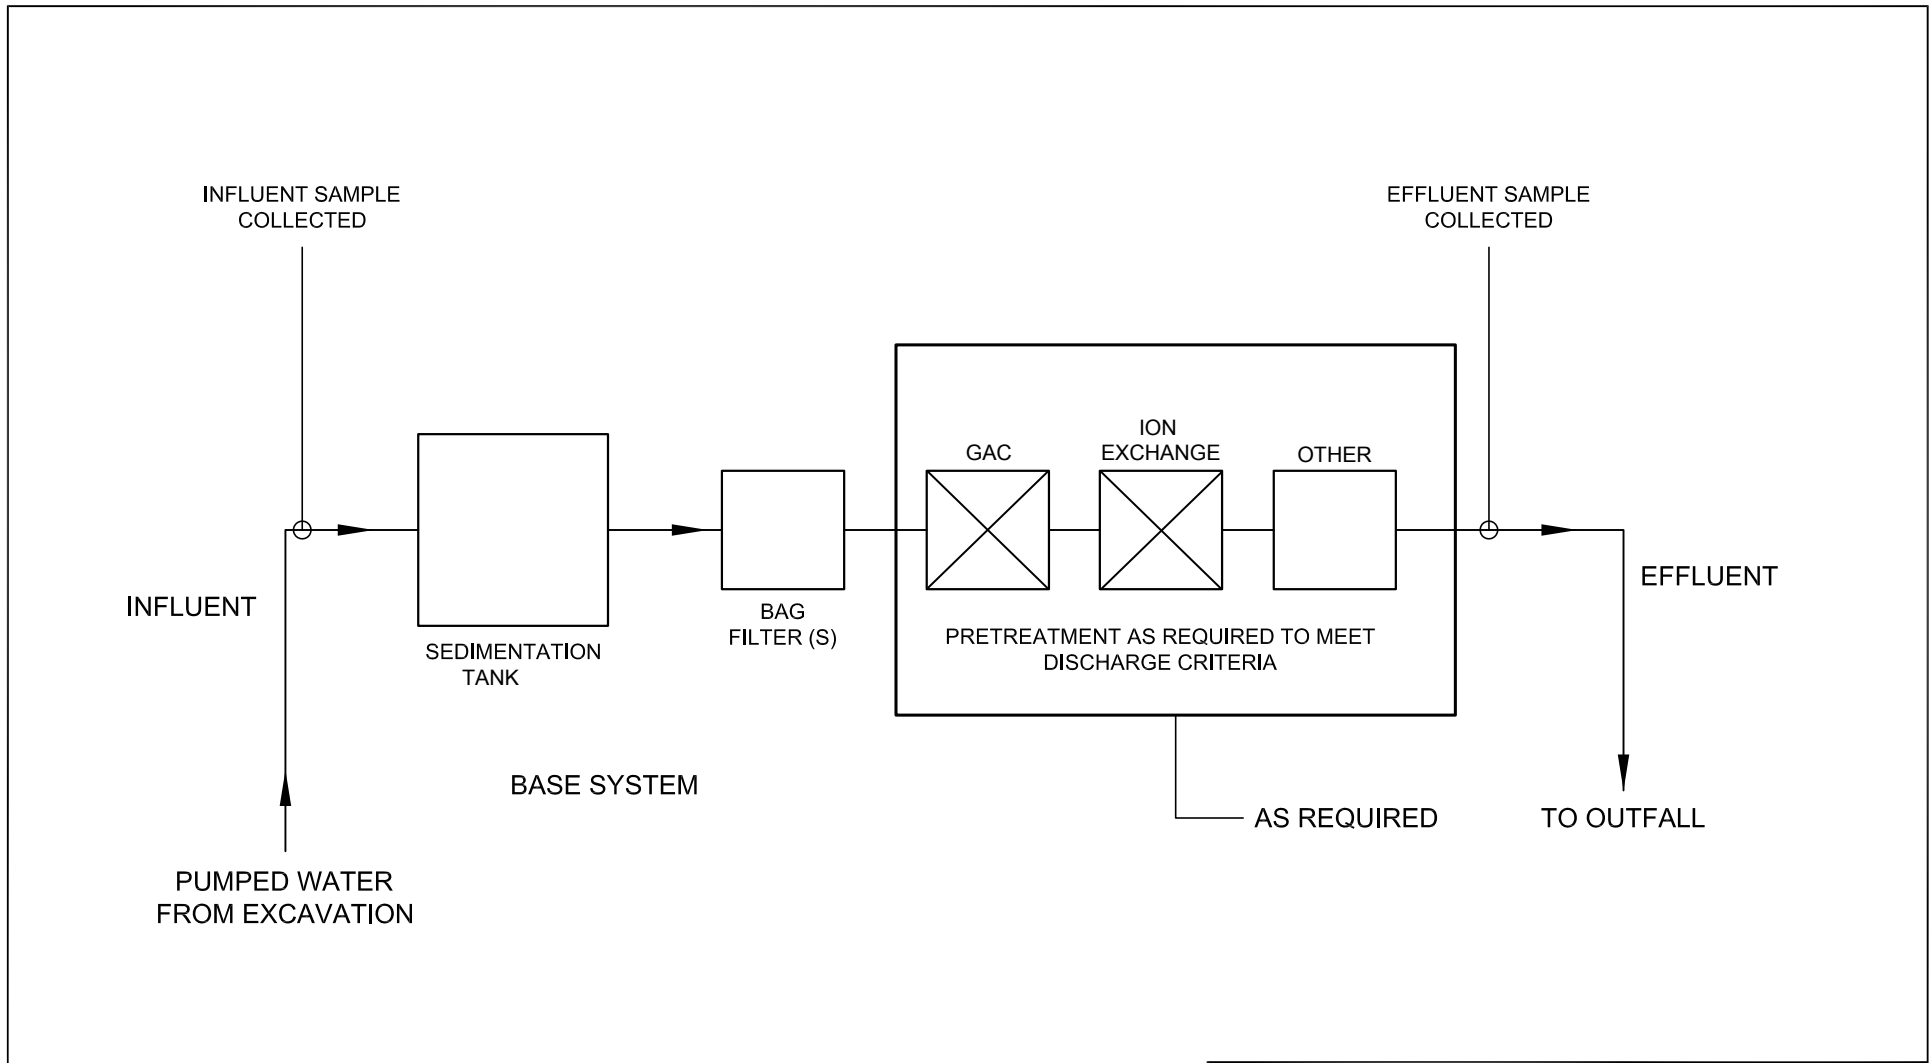 INFLUENT SAMPLE
COLLECTED
EFFLUENT SAMPLE
COLLECTED
GAC
ION
EXCHANGE
OTHER
INFLUENT
SEDIMENTATION
TANK
BAG
FILTER (S)
PRETREATMENT AS REQUIRED TO MEET
DISCHARGE CRITERIA
EFFLUENT
BASE SYSTEM
AS REQUIRED
TO OUTFALL
PUMPED WATER
FROM EXCAVATION